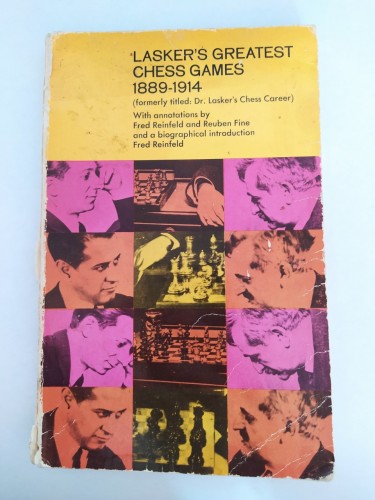 LASKER'S GREATEST
CHESS GAMES
1889-1914
(formerly titled: Dr. Lasker's Chess Career)
With annotations by
Fred Reinfeld and Reuben Fine
and a biographical introduction
Fred Reinfeld